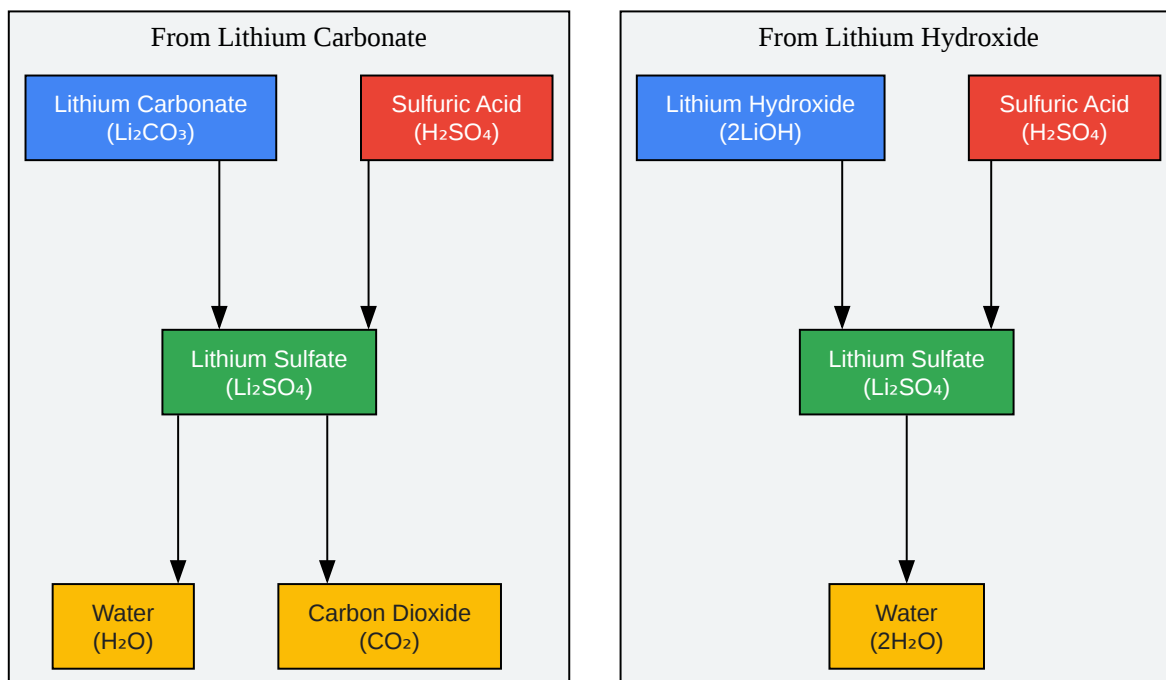 From Lithium Carbonate
Lithium Carbonate
(Li₂CO₃)
Sulfuric Acid
(H₂SO₄)
Lithium Sulfate
(Li₂SO₄)
Water
(H₂O)
Carbon Dioxide
(CO₂)
From Lithium Hydroxide
Lithium Hydroxide
(2LiOH)
Sulfuric Acid
(H₂SO₄)
Lithium Sulfate
(Li₂SO₄)
Water
(2H₂O)